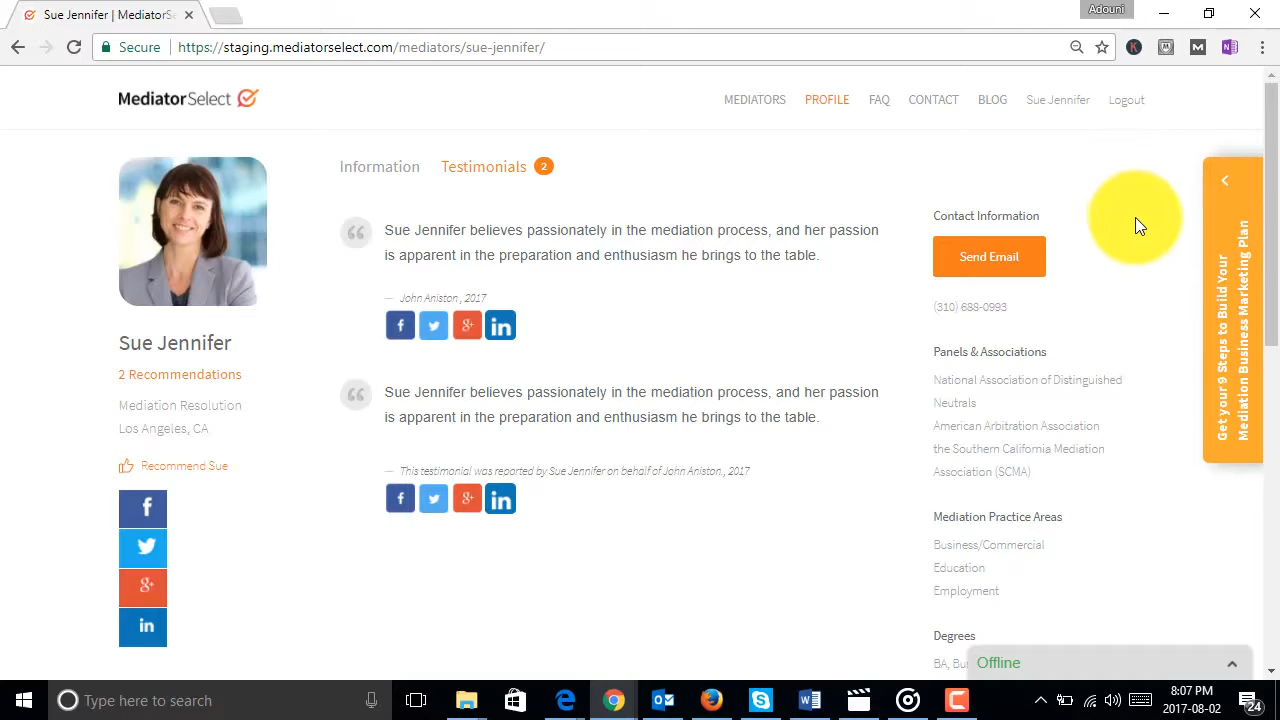 Sue Jennifer | MediatorS
Adouni
Secure
https://staging.mediatorselect.com/mediators/sue-jennifer/
MediatorSelect
MEDIATORS
PROFILE
FAQ
CONTACT
BLOG
Sue Jennifer
Logout
Information
Testimonials
2
Sue Jennifer believes passionately in the mediation process, and her passion
is apparent in the preparation and enthusiasm he brings to the table.
— John Aniston , 2017
Sue Jennifer believes passionately in the mediation process, and her passion
is apparent in the preparation and enthusiasm he brings to the table.
— This testimonial was reported by Sue Jennifer on behalf of John Aniston., 2017
Sue Jennifer
2 Recommendations
Mediation Resolution
Los Angeles, CA
Recommend Sue
Contact Information
Send Email
(310) 688-0993
Panels & Associations
National Association of Distinguished
Neutrals
American Arbitration Association
the Southern California Mediation
Association (SCMA)
Mediation Practice Areas
Business/Commercial
Education
Employment
Degrees
BA, Bu
Get your 9 Steps to Build Your
Mediation Business Marketing Plan
Offline
Type here to search
8:07 PM
2017-08-02
24